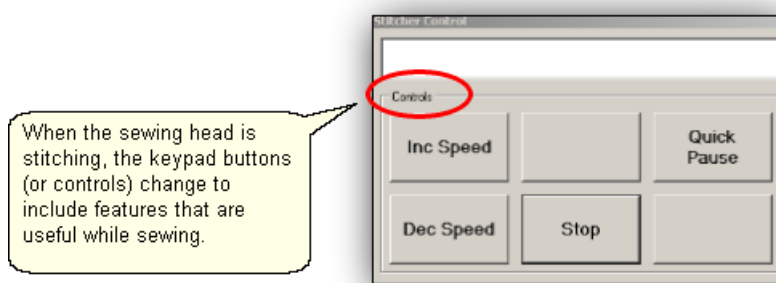 Stitcher Control
Controls
When the sewing head is
stitching, the keypad buttons
(or controls) change to
include features that are
useful while sewing.
Inc Speed
Quick
Pause
Dec Speed
Stop